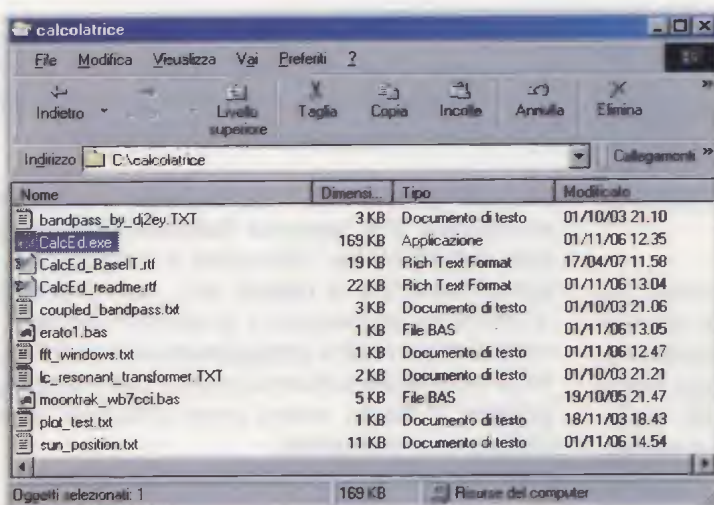 calcolatrice
File Modifica Visualizza Vai Preferiti ?
Indietro Livello superiore Taglia Copia Incolla Annulla Elimina
Indirizzo C:\calcolatrice Collegamenti
Nome Dimensi... Tipo Modificato
bandpass_by_dj2ey.TXT 3 KB Documento di testo 01/10/03 21.10
CalcEd.exe 169 KB Applicazione 01/11/06 12.35
CalcEd_BaseIT.rtf 19 KB Rich Text Format 17/04/07 11.58
CalcEd_readme.rtf 22 KB Rich Text Format 01/11/06 13.04
coupled_bandpass.txt 3 KB Documento di testo 01/10/03 21.06
erato1.bas 1 KB File BAS 01/11/06 13.05
fft_windows.txt 1 KB Documento di testo 01/11/06 12.47
lc_resonant_transformer.TXT 2 KB Documento di testo 01/10/03 21.21
moontrak_wb7cci.bas 5 KB File BAS 19/10/05 21.47
plot_test.txt 1 KB Documento di testo 18/11/03 18.43
sun_position.txt 11 KB Documento di testo 01/11/06 14.54
Oggetti selezionati: 1 169 KB Risorse del computer